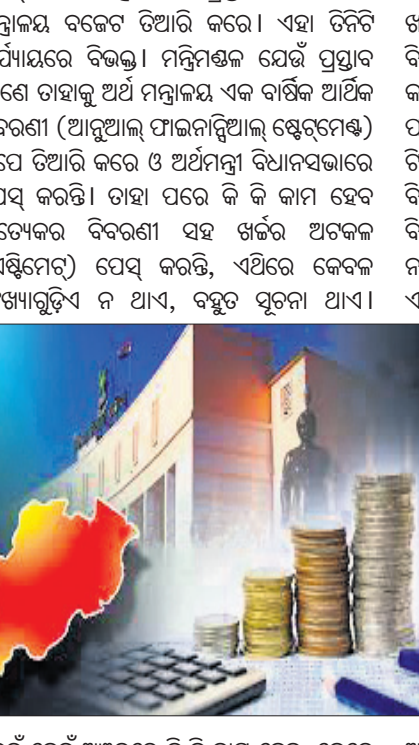 ନ୍ତ୍ରାଳୟ ବଜେଟ ତିଆରି କରେ। ଏହା ତିନିଟି
ର୍ଯ୍ୟାୟରେ ବିଭକ୍ତ। ମନ୍ତ୍ରିମଣ୍ଡଳ ଯେଉଁ ପ୍ରସ୍ତାବ
ଣେ ତାହାକୁ ଅର୍ଥ ମନ୍ତ୍ରାଳୟ ଏକ ବାର୍ଷିକ ଆର୍ଥିକ
ବରଣୀ (ଆନୁଆଲ୍ ଫାଇନାନ୍ସିଆଲ୍ ଷ୍ଟେଟ୍‌ମେଣ୍ଟ)
ପେ ତିଆରି କରେ ଓ ଅର୍ଥମନ୍ତ୍ରୀ ବିଧାନସଭାରେ
ପସ୍ କରନ୍ତି। ତାହା ପରେ କି କି କାମ ହେବ
ତ୍ୟେକର ବିବରଣୀ ସହ ଖର୍ଚ୍ଚର ଅଟକଳ
ଏଷ୍ଟିମେଟ୍) ପେସ୍ କରନ୍ତି, ଏଥିରେ କେବଳ
ଂଖ୍ୟାଗୁଡ଼ିଏ ନ ଥାଏ, ବହୁତ ସୂଚନା ଥାଏ।